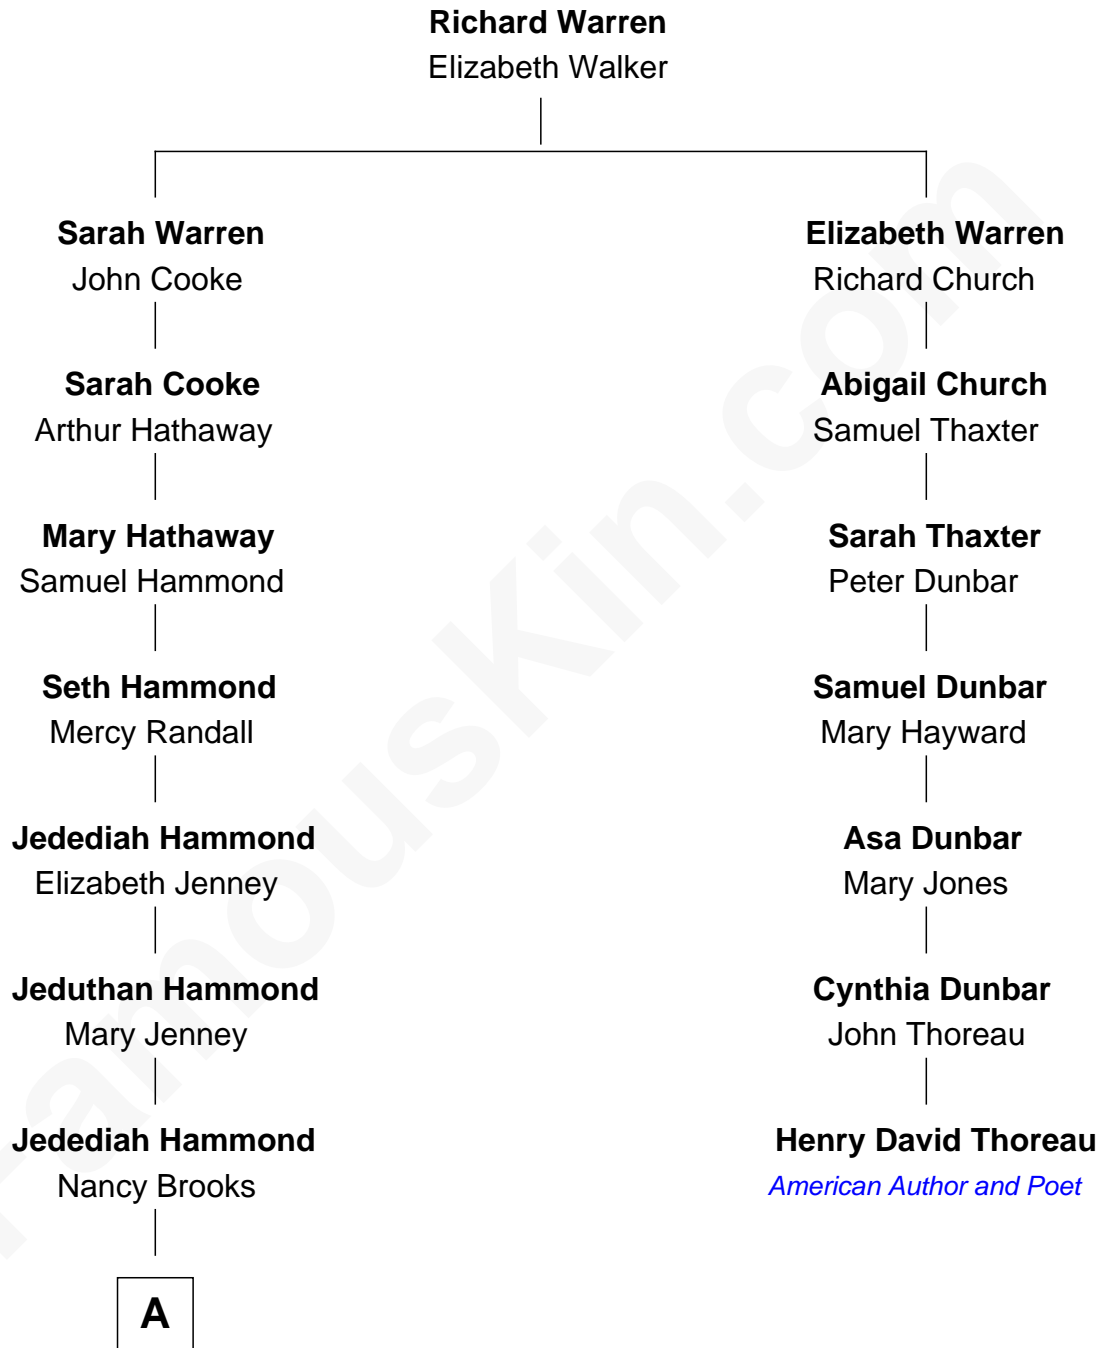 Richard Warren
Elizabeth Walker
Sarah Warren
John Cooke
Elizabeth Warren
Richard Church
Sarah Cooke
Arthur Hathaway
Abigail Church
Samuel Thaxter
Mary Hathaway
Samuel Hammond
Sarah Thaxter
Peter Dunbar
Seth Hammond
Mercy Randall
Samuel Dunbar
Mary Hayward
Jedediah Hammond
Elizabeth Jenney
Asa Dunbar
Mary Jones
Jeduthan Hammond
Mary Jenney
Cynthia Dunbar
John Thoreau
Jedediah Hammond
Nancy Brooks
Henry David Thoreau
American Author and Poet
A
FamousKin.com